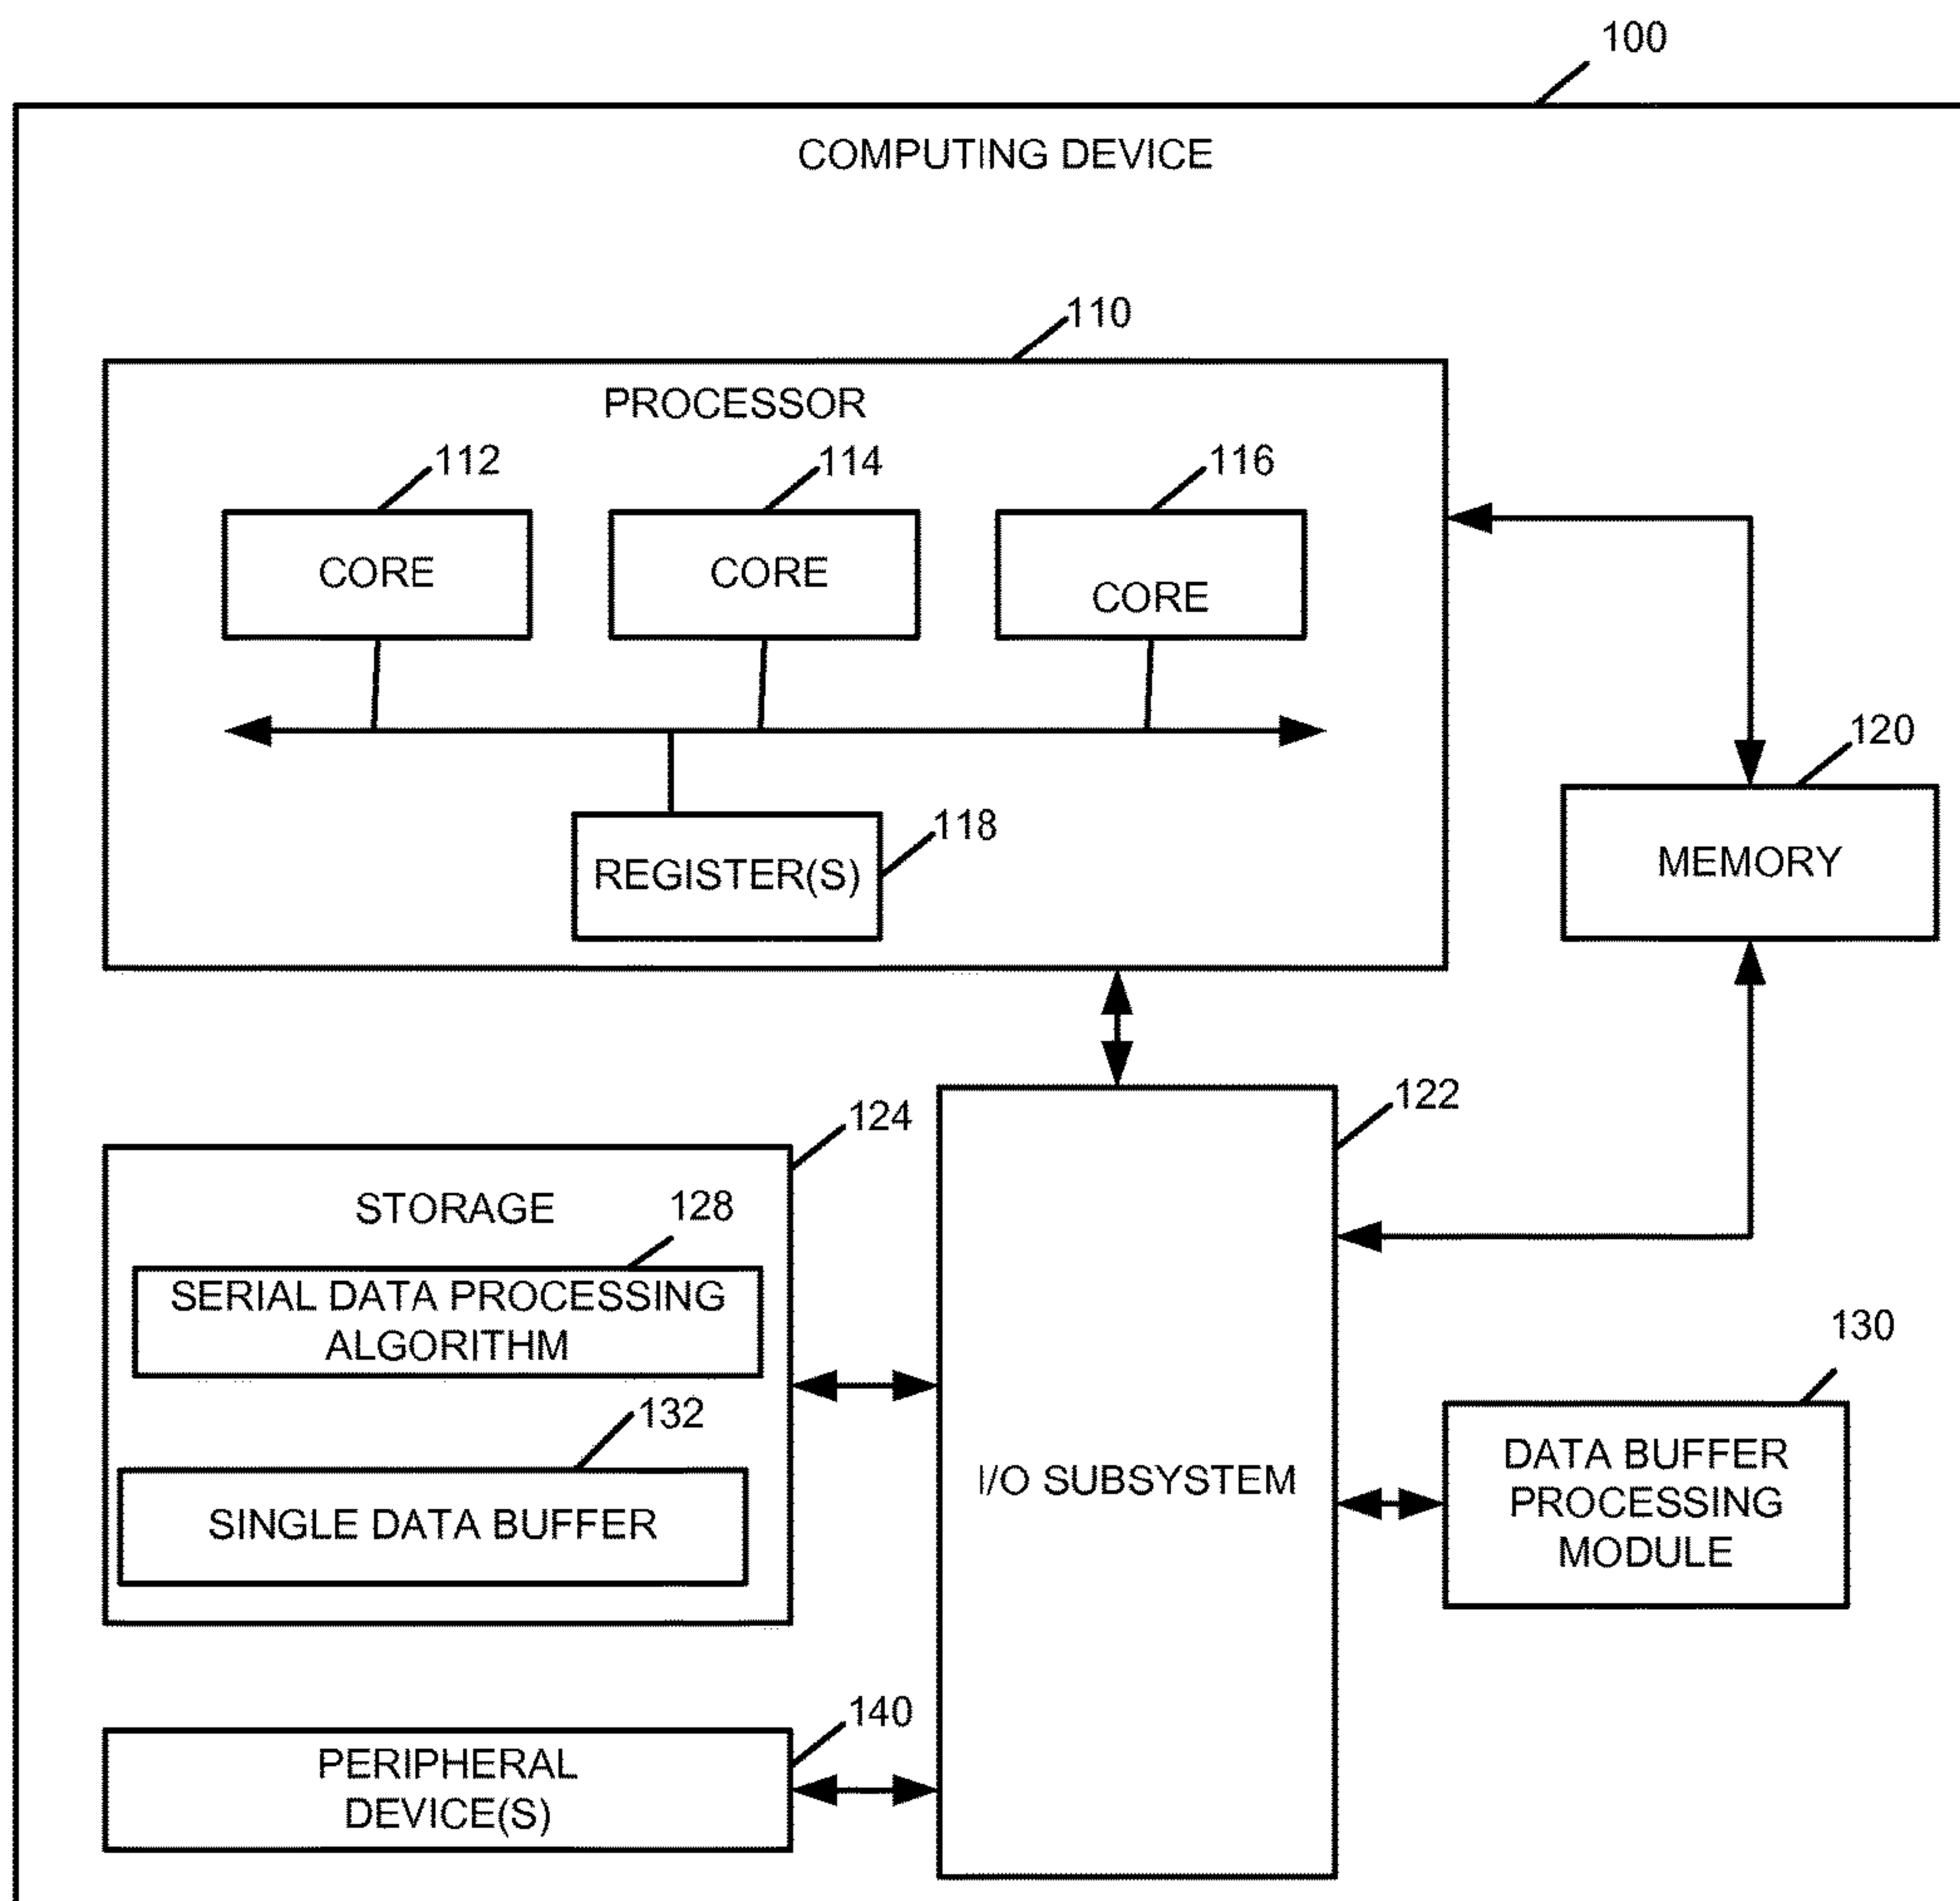 100
COMPUTING DEVICE
110
PROCESSOR
112
114
116
CORE
CORE
CORE
120
118
REGISTER(S)
MEMORY
122
124
STORAGE
128
SERIAL DATA PROCESSING
ALGORITHM
130
132
SINGLE DATA BUFFER
I/O SUBSYSTEM
DATA BUFFER
PROCESSING
MODULE
140
PERIPHERAL
DEVICE(S)